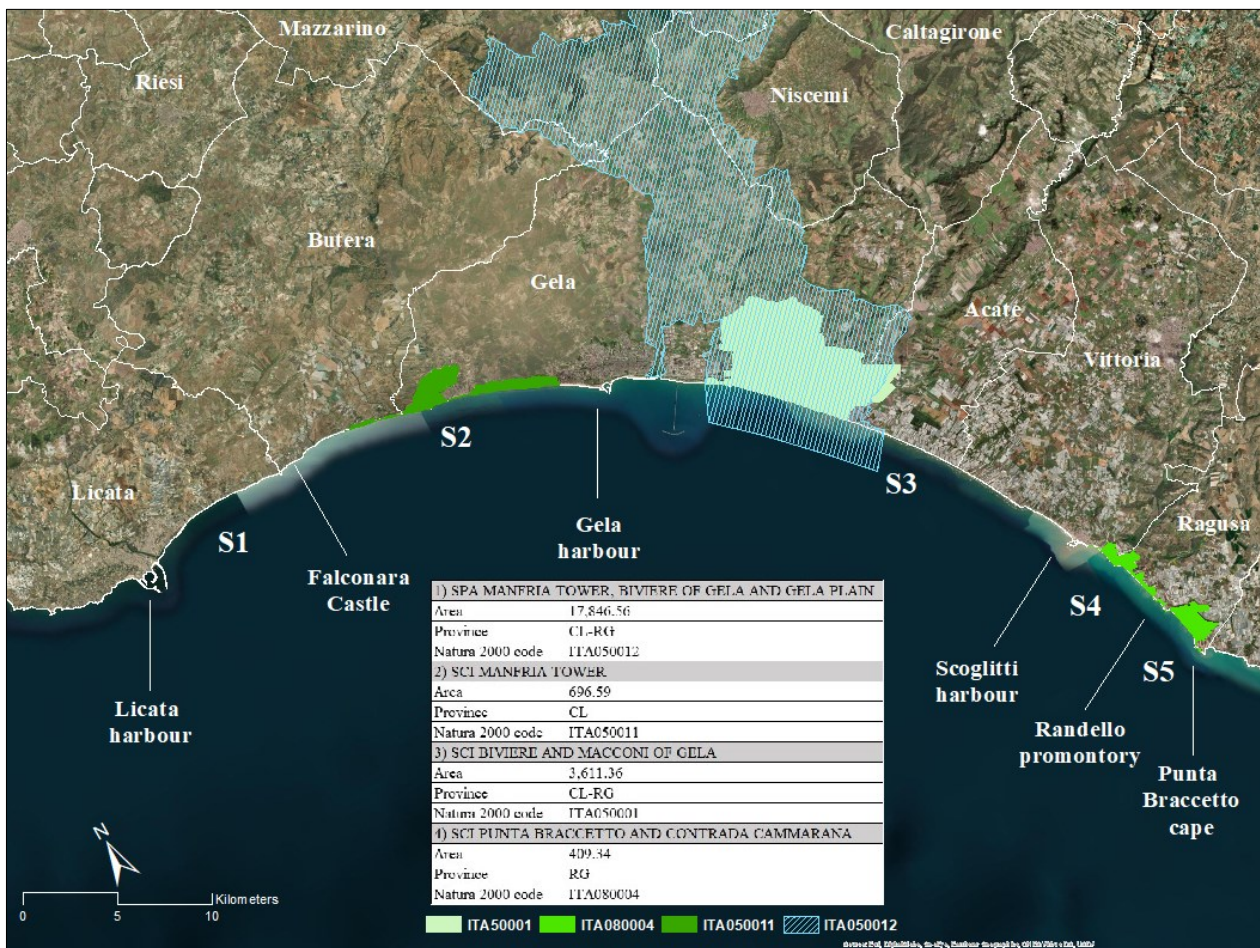 Mazzarino
Caltagirone
Riesi
Niscemi
Butera
Gela
Acate
Vittoria
S2
Licata
S3
Ragusa
S1
Gela
harbour
Falconara
Castle
S4
Scoglitti
harbour
S5
Licata
harbour
Randello
promontory
Punta
Braccetto
cape
1) SPA MANFRIA TOWER, BIVIERE OF GELA AND GELA PLAIN
Area 17,846.56
Province CL-RG
Natura 2000 code ITA050012
2) SCI MANFRIA TOWER
Area 696.59
Province CL
Natura 2000 code ITA050011
3) SCI BIVIERE AND MACCONI OF GELA
Area 3,611.36
Province CL-RG
Natura 2000 code ITA050001
4) SCI PUNTA BRACCETTO AND CONTRADA CAMMARANA
Area 409.34
Province RG
Natura 2000 code ITA080004
N
Kilometers
0 5 10
ITA50001 ITA080004 ITA050011 ITA050012